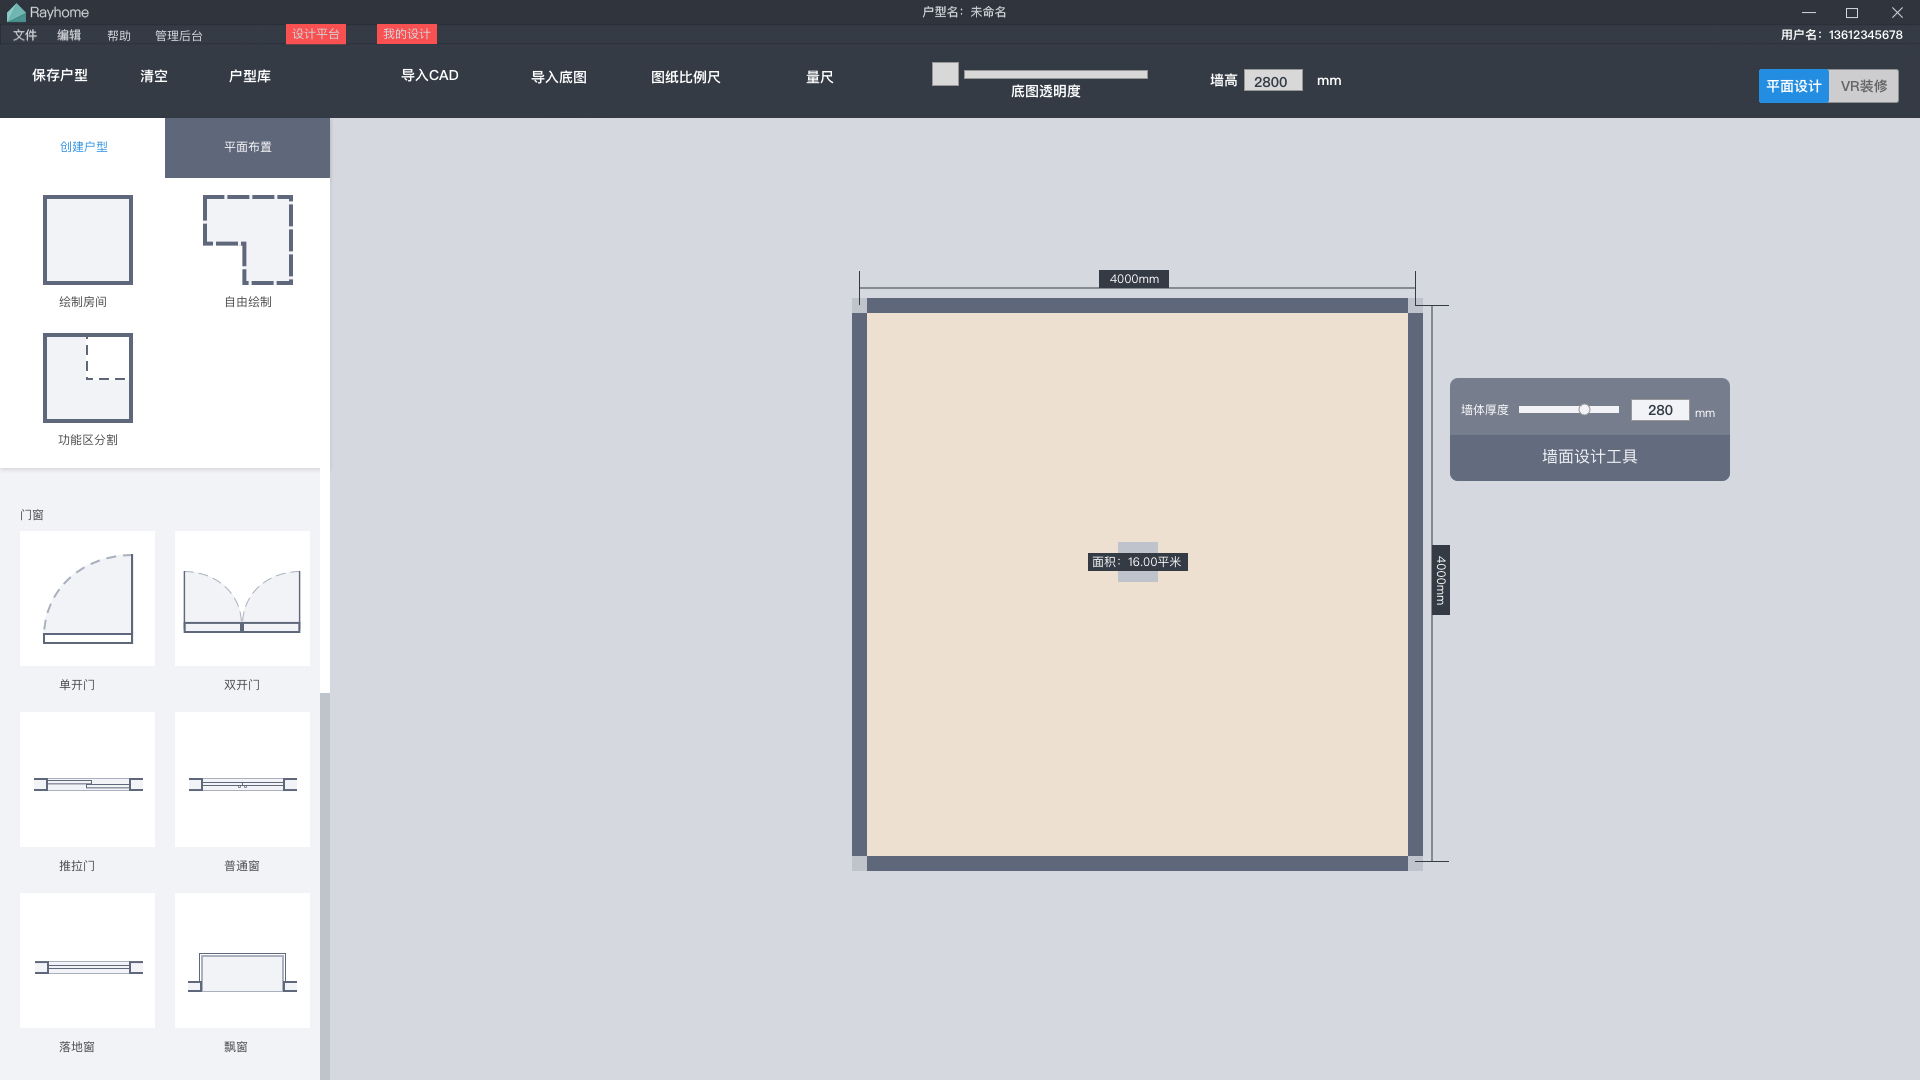 Rayhome
户型名：未命名
文件 编辑 帮助 管理后台 设计平台 我的设计
用户名：13612345678
保存户型 清空 户型库 导入CAD 导入底图 图纸比例尺 量尺
底图透明度
墙高 2800 mm
平面设计 VR装修
创建户型 平面布置
绘制房间 自由绘制
功能区分割
门窗
单开门 双开门
推拉门 普通窗
落地窗 飘窗
4000mm
面积：16.00平米
4000mm
墙体厚度 280 mm
墙面设计工具